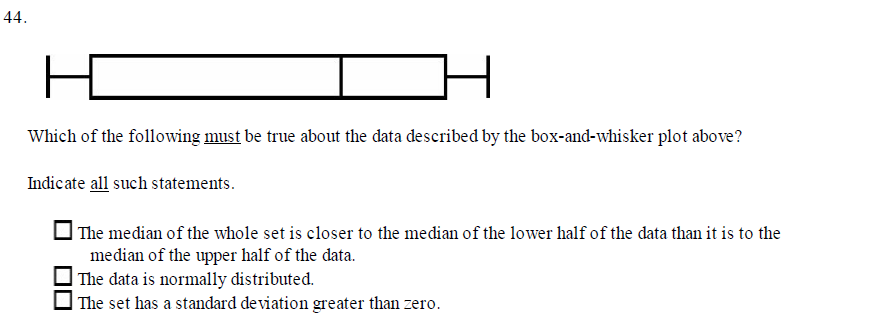 44.
Which of the following must be true about the data described by the box-and-whisker plot above?
Indicate all such statements.
The median of the whole set is closer to the median of the lower half of the data than it is to the
median of the upper half of the data.
The data is normally distributed.
The set has a standard deviation greater than zero.